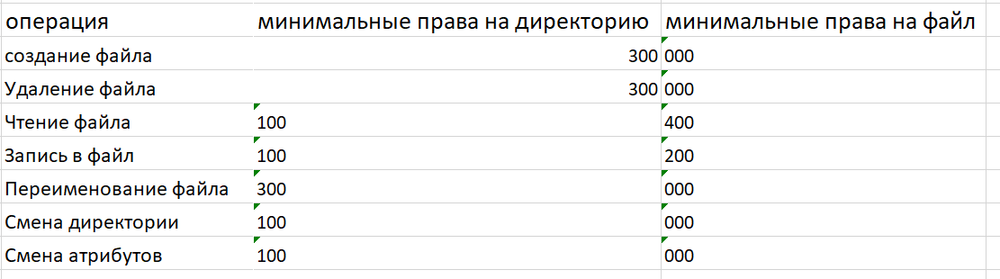 операция минимальные права на директорию минимальные права на файл
создание файла 300 000
Удаление файла 300 000
Чтение файла 100 400
Запись в файл 100 200
Переименование файла 300 000
Смена директории 100 000
Смена атрибутов 100 000